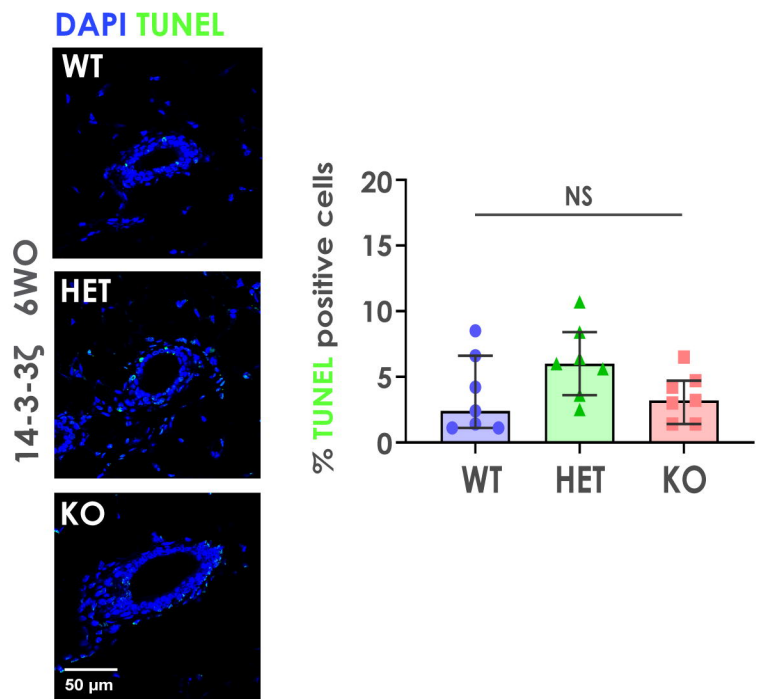 DAPI TUNEL
WT
HET
KO
50 µm
14-3-3ζ 6WO
% TUNEL positive cells
20
15
10
5
0
NS
WT
HET
KO